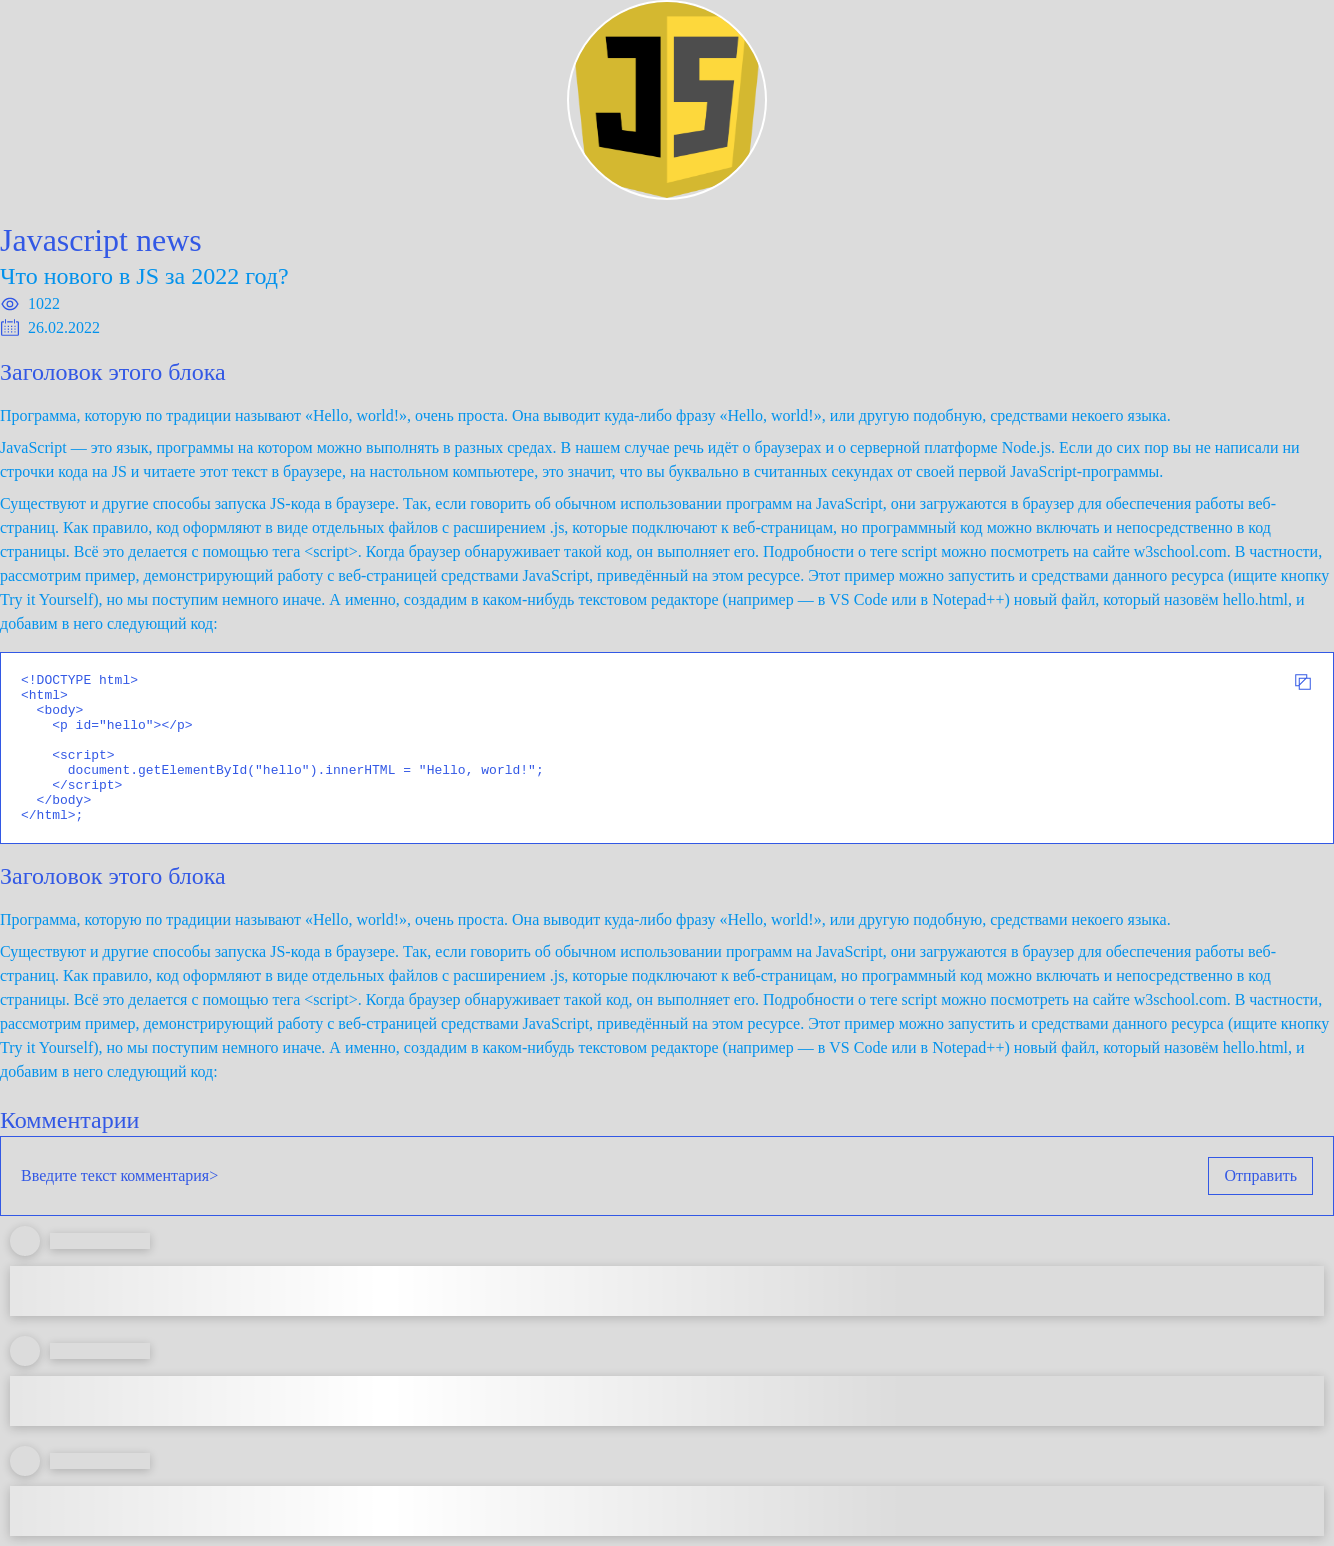 JS
Javascript news
Что нового в JS за 2022 год?
1022
26.02.2022
Заголовок этого блока
Программа, которую по традиции называют «Hello, world!», очень проста. Она выводит куда-либо фразу «Hello, world!», или другую подобную, средствами некоего языка.
JavaScript — это язык, программы на котором можно выполнять в разных средах. В нашем случае речь идёт о браузерах и о серверной платформе Node.js. Если до сих пор вы не написали ни
строчки кода на JS и читаете этот текст в браузере, на настольном компьютере, это значит, что вы буквально в считанных секундах от своей первой JavaScript-программы.
Существуют и другие способы запуска JS-кода в браузере. Так, если говорить об обычном использовании программ на JavaScript, они загружаются в браузер для обеспечения работы веб-
страниц. Как правило, код оформляют в виде отдельных файлов с расширением .js, которые подключают к веб-страницам, но программный код можно включать и непосредственно в код
страницы. Всё это делается с помощью тега <script>. Когда браузер обнаруживает такой код, он выполняет его. Подробности о теге script можно посмотреть на сайте w3school.com. В частности,
рассмотрим пример, демонстрирующий работу с веб-страницей средствами JavaScript, приведённый на этом ресурсе. Этот пример можно запустить и средствами данного ресурса (ищите кнопку
Try it Yourself), но мы поступим немного иначе. А именно, создадим в каком-нибудь текстовом редакторе (например — в VS Code или в Notepad++) новый файл, который назовём hello.html, и
добавим в него следующий код:
<!DOCTYPE html>
<html>
  <body>
    <p id="hello"></p>
    <script>
      document.getElementById("hello").innerHTML = "Hello, world!";
    </script>
  </body>
</html>;
Заголовок этого блока
Программа, которую по традиции называют «Hello, world!», очень проста. Она выводит куда-либо фразу «Hello, world!», или другую подобную, средствами некоего языка.
Существуют и другие способы запуска JS-кода в браузере. Так, если говорить об обычном использовании программ на JavaScript, они загружаются в браузер для обеспечения работы веб-
страниц. Как правило, код оформляют в виде отдельных файлов с расширением .js, которые подключают к веб-страницам, но программный код можно включать и непосредственно в код
страницы. Всё это делается с помощью тега <script>. Когда браузер обнаруживает такой код, он выполняет его. Подробности о теге script можно посмотреть на сайте w3school.com. В частности,
рассмотрим пример, демонстрирующий работу с веб-страницей средствами JavaScript, приведённый на этом ресурсе. Этот пример можно запустить и средствами данного ресурса (ищите кнопку
Try it Yourself), но мы поступим немного иначе. А именно, создадим в каком-нибудь текстовом редакторе (например — в VS Code или в Notepad++) новый файл, который назовём hello.html, и
добавим в него следующий код:
Комментарии
Введите текст комментария>
Отправить